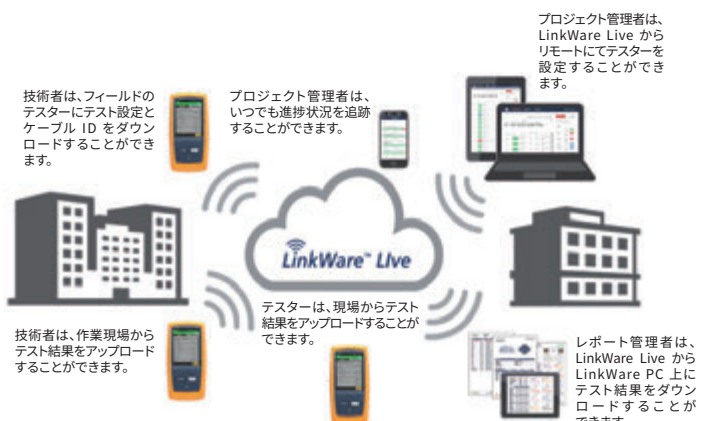 プロジェクト管理者は、
LinkWare Live から
リモートにてテスターを
設定することができ
ます。
技術者は、フィールドの
テスターにテスト設定と
ケーブル ID をダウン
ロードすることができ
ます。
プロジェクト管理者は、
いつでも進捗状況を追跡
することができます。
LinkWare™ Live
技術者は、作業現場から
テスト結果をアップロード
することができます。
テスターは、現場からテスト
結果をアップロードすることが
できます。
レポート管理者は、
LinkWare Live から
LinkWare PC 上に
テスト結果をダウン
ロードすることが
できます